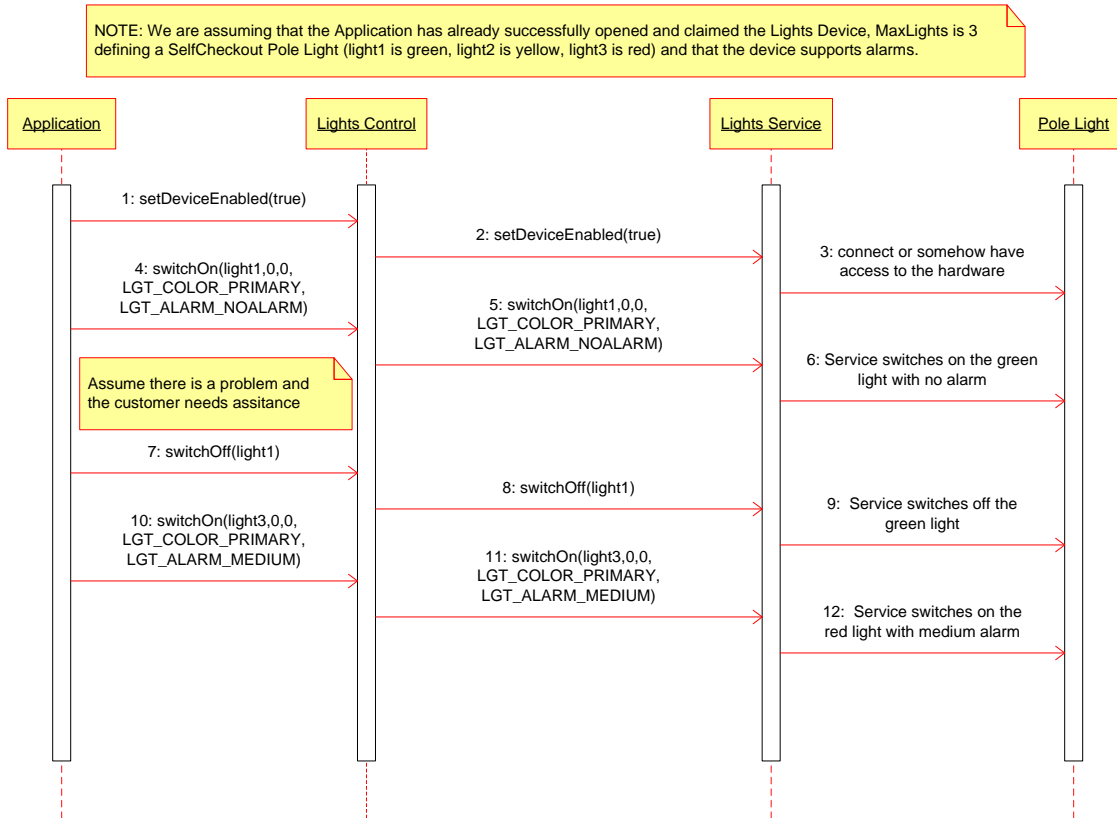 NOTE: We are assuming that the Application has already successfully opened and claimed the Lights Device, MaxLights is 3
defining a SelfCheckout Pole Light (light1 is green, light2 is yellow, light3 is red) and that the device supports alarms.
Application
Lights Control
Lights Service
Pole Light
1: setDeviceEnabled(true)
2: setDeviceEnabled(true)
3: connect or somehow have
access to the hardware
4: switchOn(light1,0,0,
LGT_COLOR_PRIMARY,
LGT_ALARM_NOALARM)
5: switchOn(light1,0,0,
LGT_COLOR_PRIMARY,
LGT_ALARM_NOALARM)
6: Service switches on the green
light with no alarm
Assume there is a problem and
the customer needs assitance
7: switchOff(light1)
8: switchOff(light1)
9:  Service switches off the
green light
10: switchOn(light3,0,0,
LGT_COLOR_PRIMARY,
LGT_ALARM_MEDIUM)
11: switchOn(light3,0,0,
LGT_COLOR_PRIMARY,
LGT_ALARM_MEDIUM)
12:  Service switches on the
red light with medium alarm